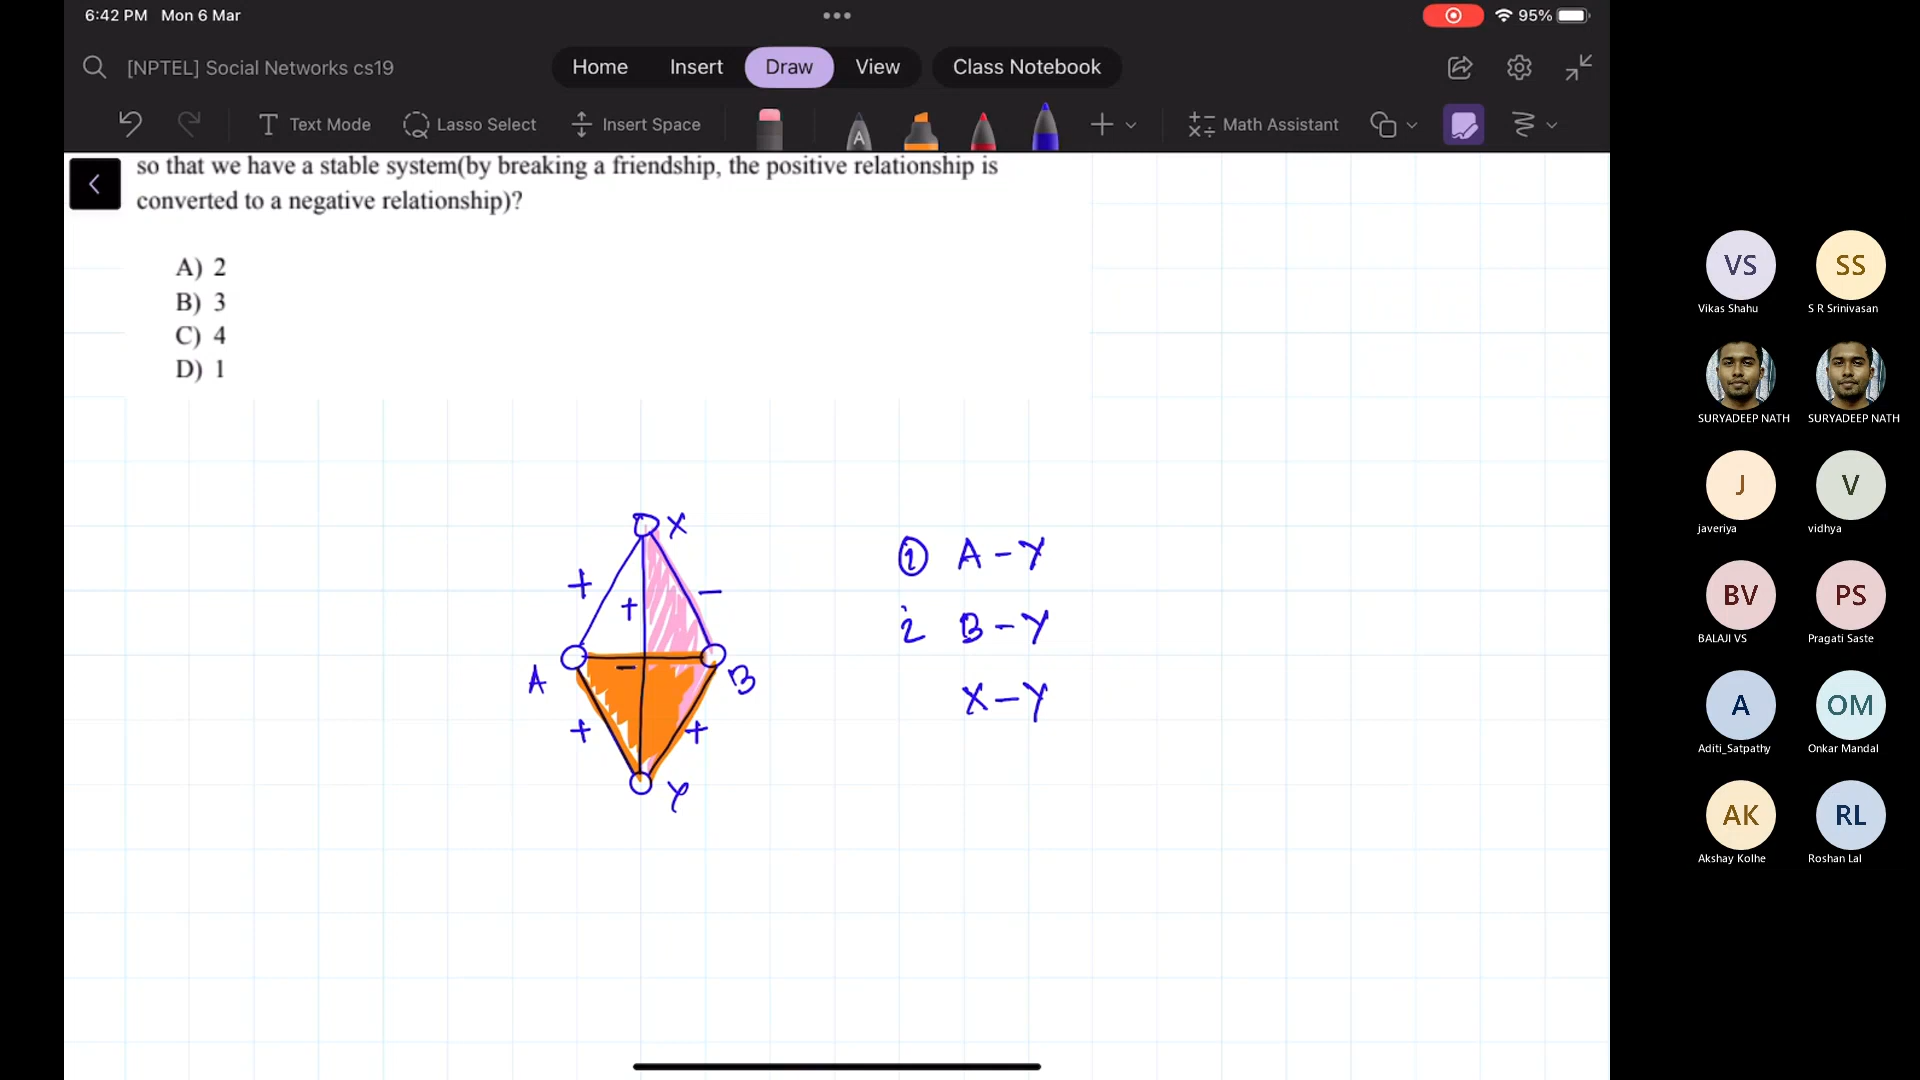 6:42 PM Mon 6 Mar
95%
[NPTEL] Social Networks cs19
Home Insert Draw View Class Notebook
Text Mode Lasso Select Insert Space A Math Assistant
so that we have a stable system(by breaking a friendship, the positive relationship is
converted to a negative relationship)?
A) 2
B) 3
C) 4
D) 1
X
+ + −
A − B
+ +
Y
① A − Y
2 B − Y
X − Y
VS SS
Vikas Shahu S R Srinivasan
SURYADEEP NATH SURYADEEP NATH
J V
javeriya vidhya
BV PS
BALAJI VS Pragati Saste
A OM
Aditi_Satpathy Onkar Mandal
AK RL
Akshay Kolhe Roshan Lal